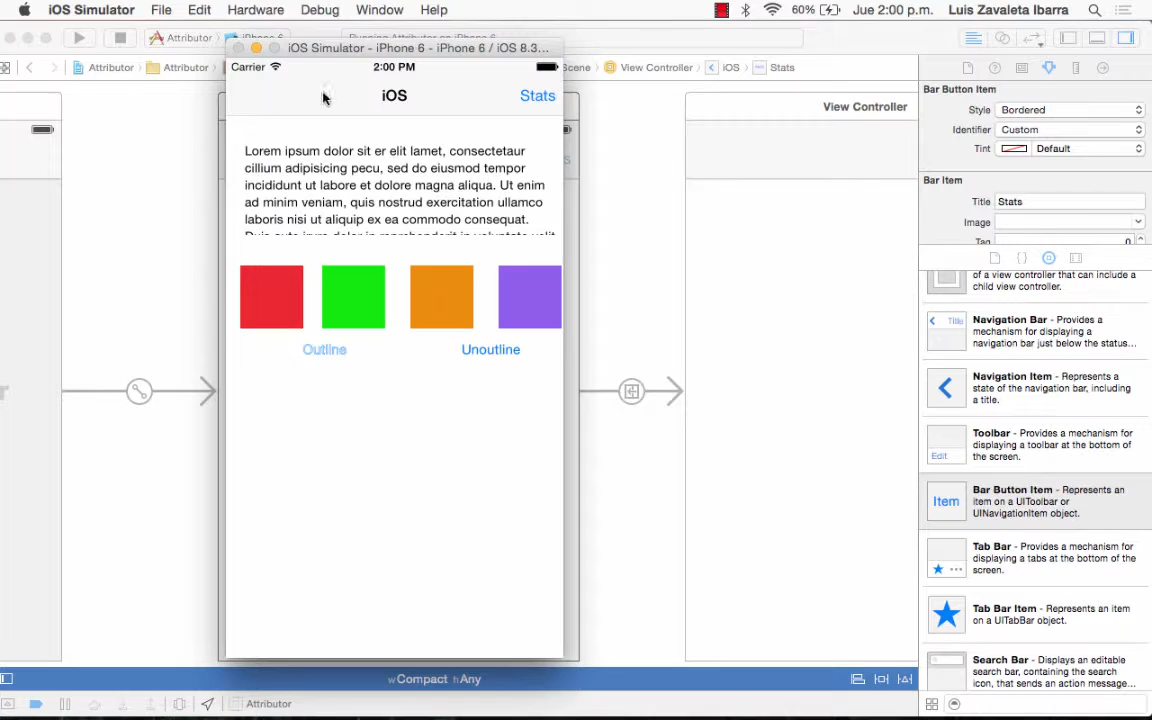 iOS Simulator File Edit Hardware Debug Window Help 60% Jue 2:00 p.m. Luis Zavaleta Ibarra
Attributor
iOS Simulator - iPhone 6 - iPhone 6 / iOS 8.3...
Attributor Attributor Scene View Controller iOS Stats
Carrier 2:00 PM
iOS Stats
Lorem ipsum dolor sit er elit lamet, consectetur
cillium adipisicing pecu, sed do eiusmod tempor
incididunt ut labore et dolore magna aliqua. Ut enim
ad minim veniam, quis nostrud exercitation ullamco
laboris nisi ut aliquip ex ea commodo consequat.
Outline Unoutline
View Controller
Bar Button Item
Style Bordered
Identifier Custom
Tint Default
Bar Item
Title Stats
Image
Tag 0
of a view controller that can include a
child view controller.
Title
Navigation Bar - Provides a
mechanism for displaying a
navigation bar just below the status...
Navigation Item - Represents a
state of the navigation bar, including
a title.
Edit
Toolbar - Provides a mechanism for
displaying a toolbar at the bottom of
the screen.
Item
Bar Button Item - Represents an
item on a UIToolbar or
UINavigationItem object.
Tab Bar - Provides a mechanism for
displaying a tabs at the bottom of the
screen.
Tab Bar Item - Represents an item
on a UITabBar object.
Search Bar - Displays an editable
search bar, containing the search
icon, that sends an action message...
wCompact hAny
Attributor